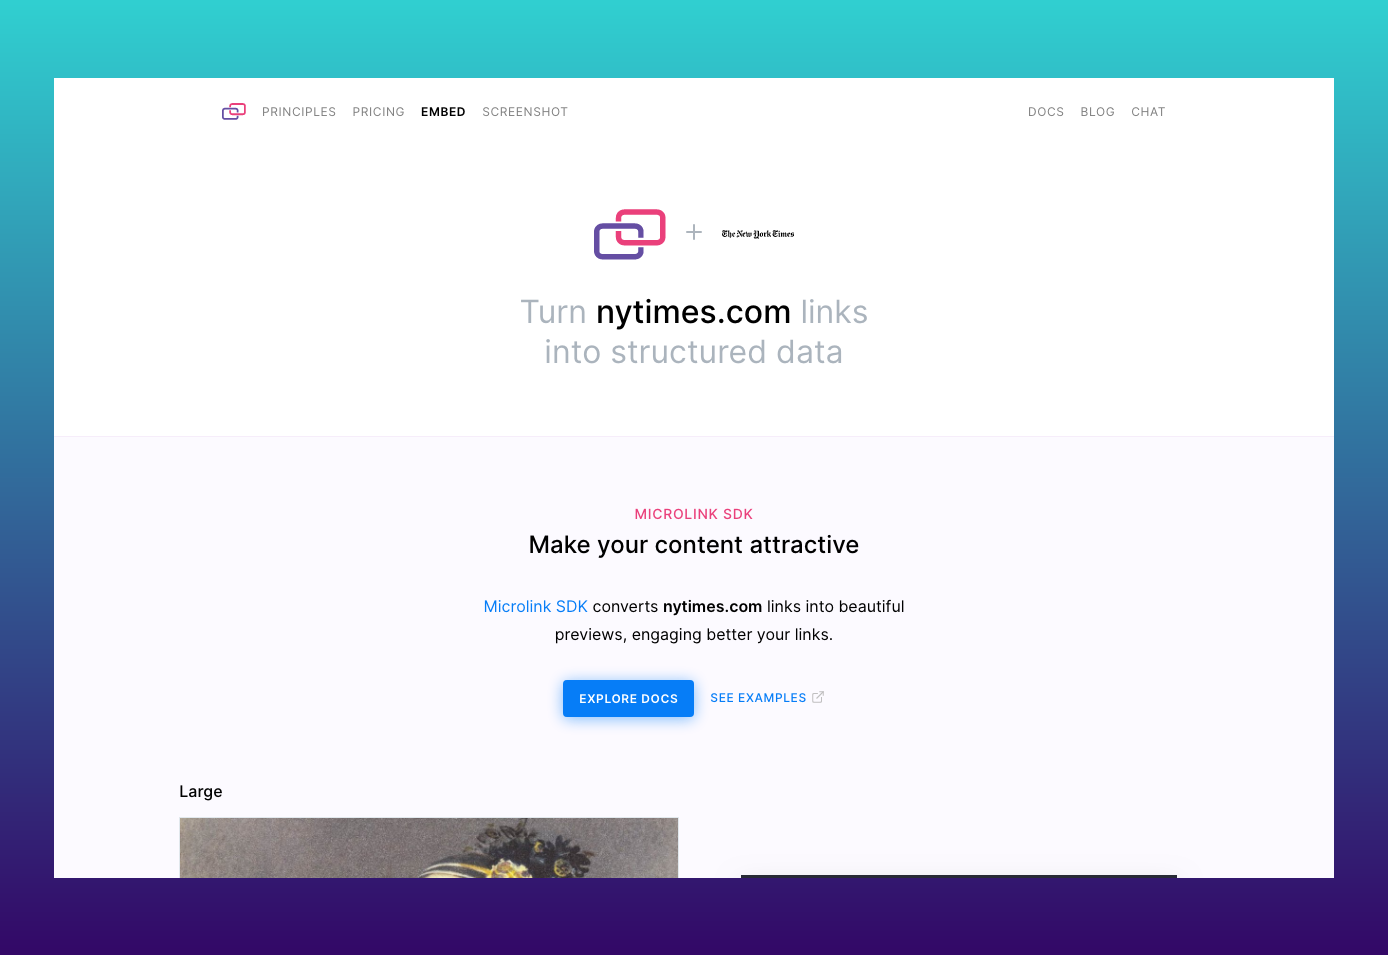 PRINCIPLES PRICING EMBED SCREENSHOT DOCS BLOG CHAT
The New York Times
Turn nytimes.com links
into structured data
MICROLINK SDK
Make your content attractive
Microlink SDK converts nytimes.com links into beautiful
previews, engaging better your links.
EXPLORE DOCS SEE EXAMPLES
Large